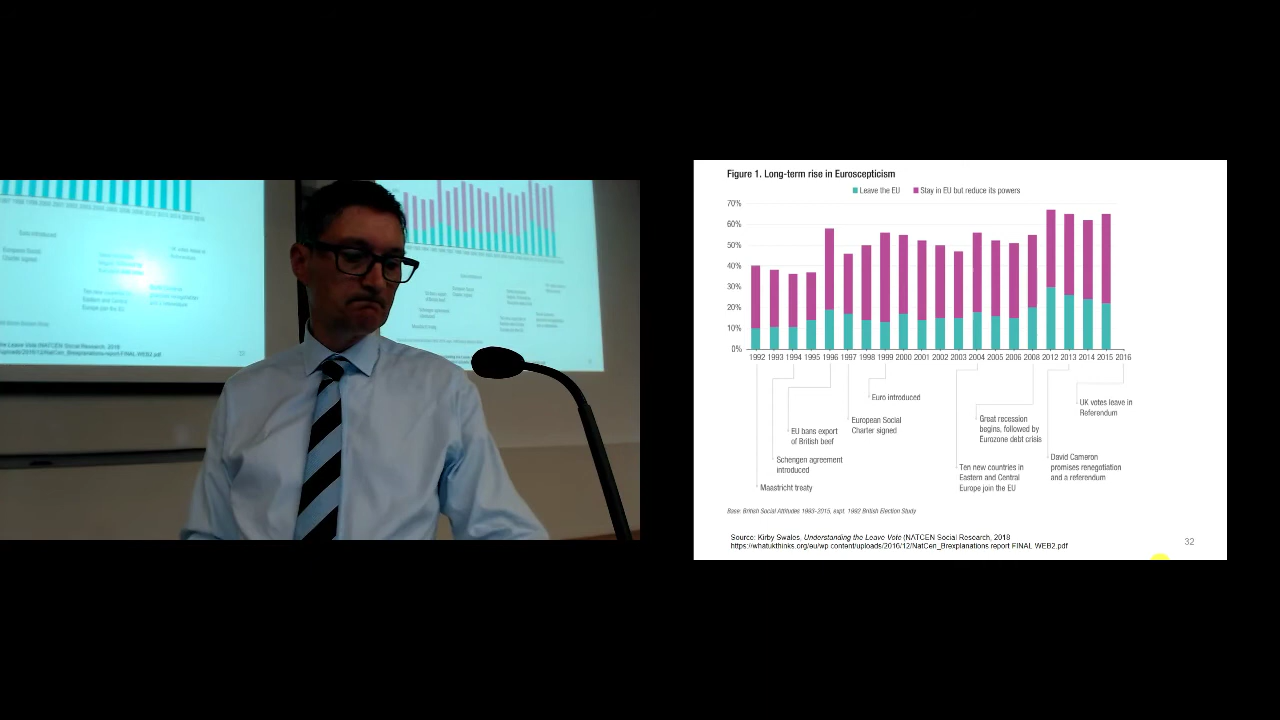 Figure 1. Long-term rise in Euroscepticism
Leave the EU
Stay in EU but reduce its powers
70%
60%
50%
40%
30%
20%
10%
0%
1992 1993 1994 1995 1996 1997 1998 1999 2000 2001 2002 2003 2004 2005 2006 2008 2012 2013 2014 2015 2016
Euro introduced
UK votes leave in
Referendum
European Social
Charter signed
Great recession
begins, followed by
Eurozone debt crisis
EU bans export
of British beef
Schengen agreement
introduced
David Cameron
promises renegotiation
and a referendum
Ten new countries in
Eastern and Central
Europe join the EU
Maastricht treaty
Base: British Social Attitudes 1993-2015, expt. 1992 British Election Study
Source: Kirby Swales, Understanding the Leave Vote (NATCEN Social Research, 2018
https://whatukthinks.org/eu/wp content/uploads/2016/12/NatCen_Brexplanations report FINAL WEB2.pdf
32